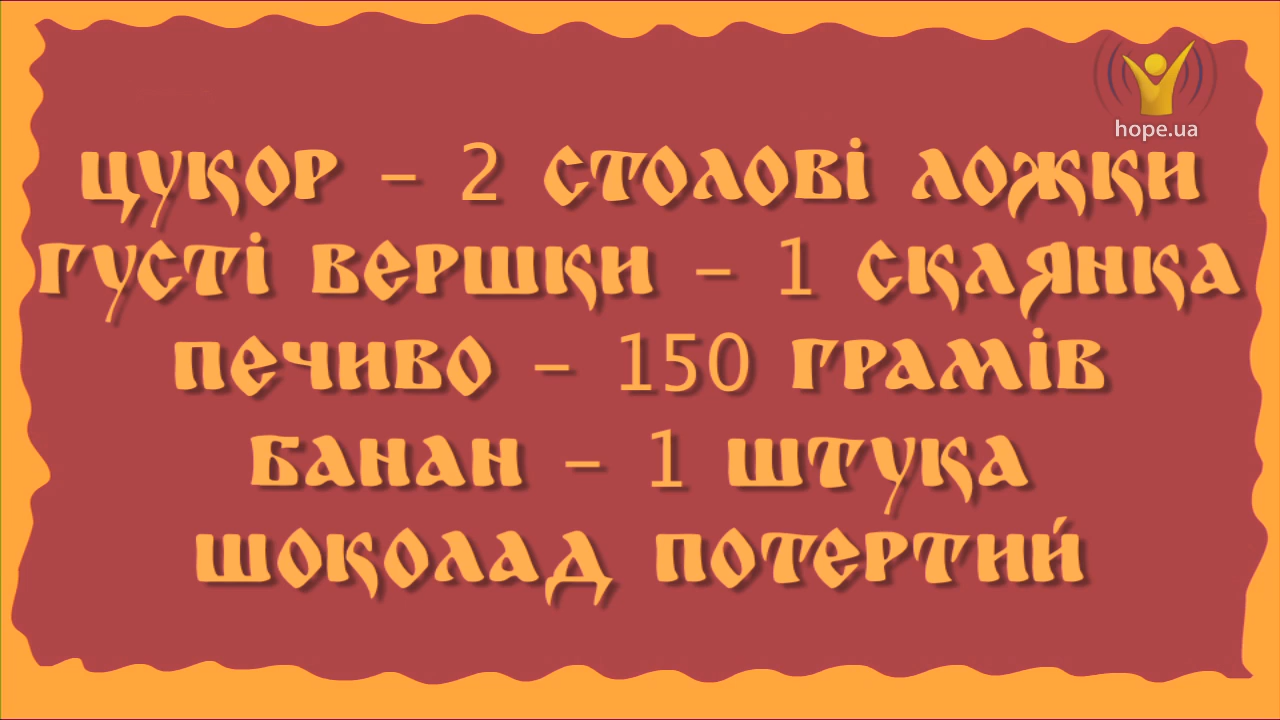 hope.ua
цукор – 2 столові ложки
густі вершки – 1 склянка
печиво – 150 грамів
банан – 1 штука
шоколад потертий